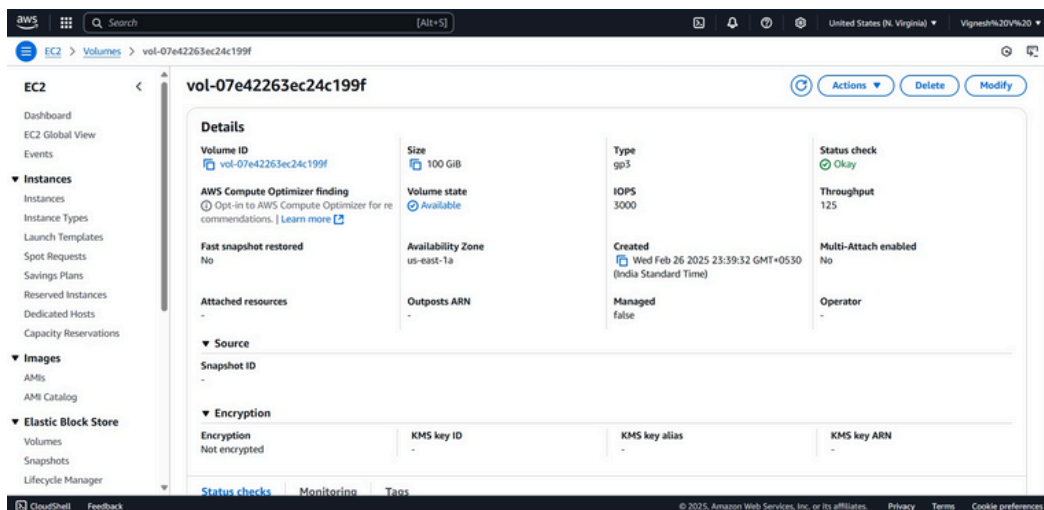 aws
Search
[Alt+S]
United States (N. Virginia)
Vignesh%20V%20
EC2 > Volumes > vol-07e42263ec24c199f
EC2
Dashboard
EC2 Global View
Events
Instances
Instances
Instance Types
Launch Templates
Spot Requests
Savings Plans
Reserved Instances
Dedicated Hosts
Capacity Reservations
Images
AMIs
AMI Catalog
Elastic Block Store
Volumes
Snapshots
Lifecycle Manager
vol-07e42263ec24c199f
Actions
Delete
Modify
Details
Volume ID
vol-07e42263ec24c199f
Size
100 GiB
Type
gp3
Status check
Okay
AWS Compute Optimizer finding
Opt-in to AWS Compute Optimizer for re
commendations. | Learn more
Volume state
Available
IOPS
3000
Throughput
125
Fast snapshot restored
No
Availability Zone
us-east-1a
Created
Wed Feb 26 2025 23:39:32 GMT+0530
(India Standard Time)
Multi-Attach enabled
No
Attached resources
-
Outposts ARN
-
Managed
false
Operator
-
Source
Snapshot ID
-
Encryption
Encryption
Not encrypted
KMS key ID
-
KMS key alias
-
KMS key ARN
-
Status checks
Monitoring
Tags
CloudShell
Feedback
© 2025, Amazon Web Services, Inc. or its affiliates.
Privacy
Terms
Cookie preferences